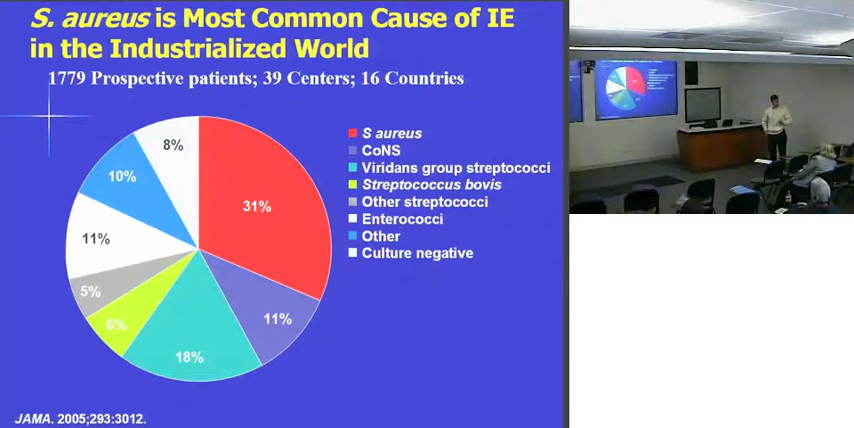 S. aureus is Most Common Cause of IE
in the Industrialized World
1779 Prospective patients; 39 Centers; 16 Countries
8%
10%
31%
11%
5%
6%
18%
11%
S aureus
CoNS
Viridans group streptococci
Streptococcus bovis
Other streptococci
Enterococci
Other
Culture negative
JAMA. 2005;293:3012.